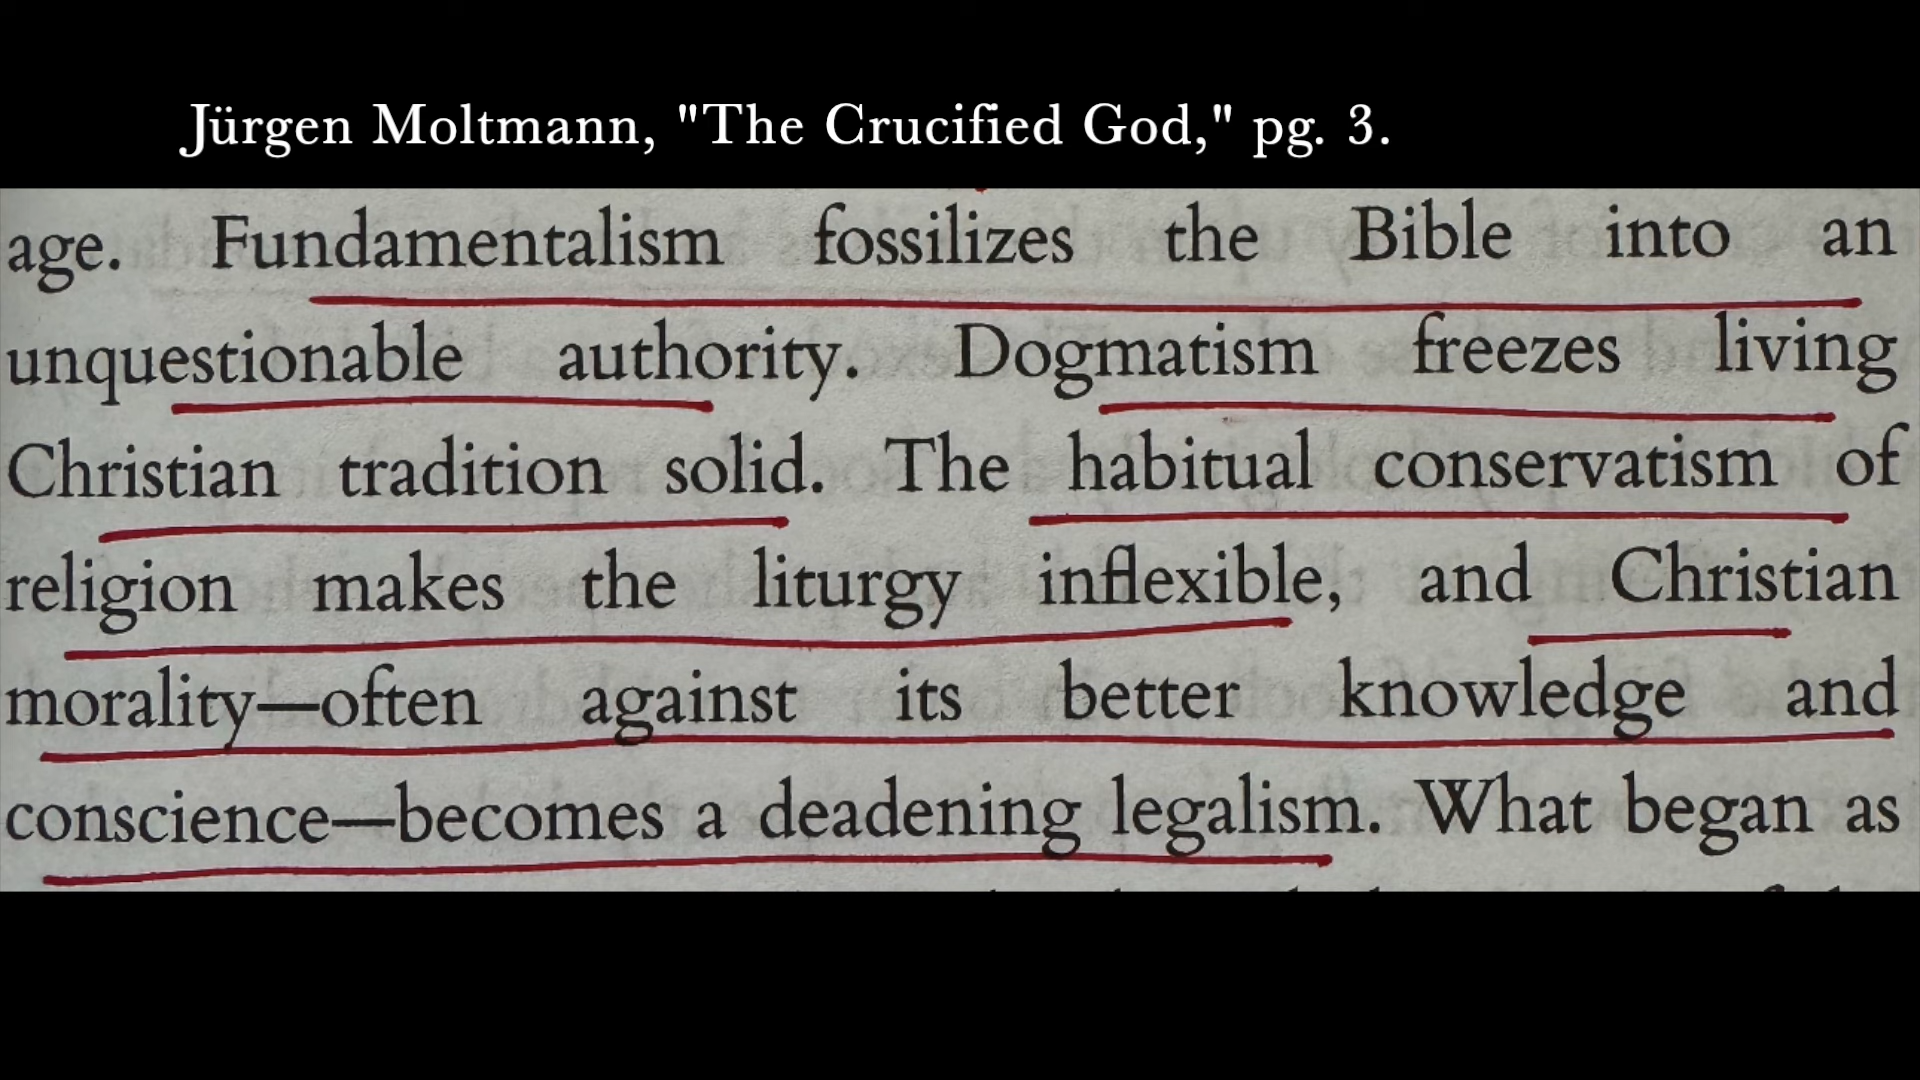 Jürgen Moltmann, "The Crucified God," pg. 3.
age. Fundamentalism fossilizes the Bible into an
unquestionable authority. Dogmatism freezes living
Christian tradition solid. The habitual conservatism of
religion makes the liturgy inflexible, and Christian
morality—often against its better knowledge and
conscience—becomes a deadening legalism. What began as